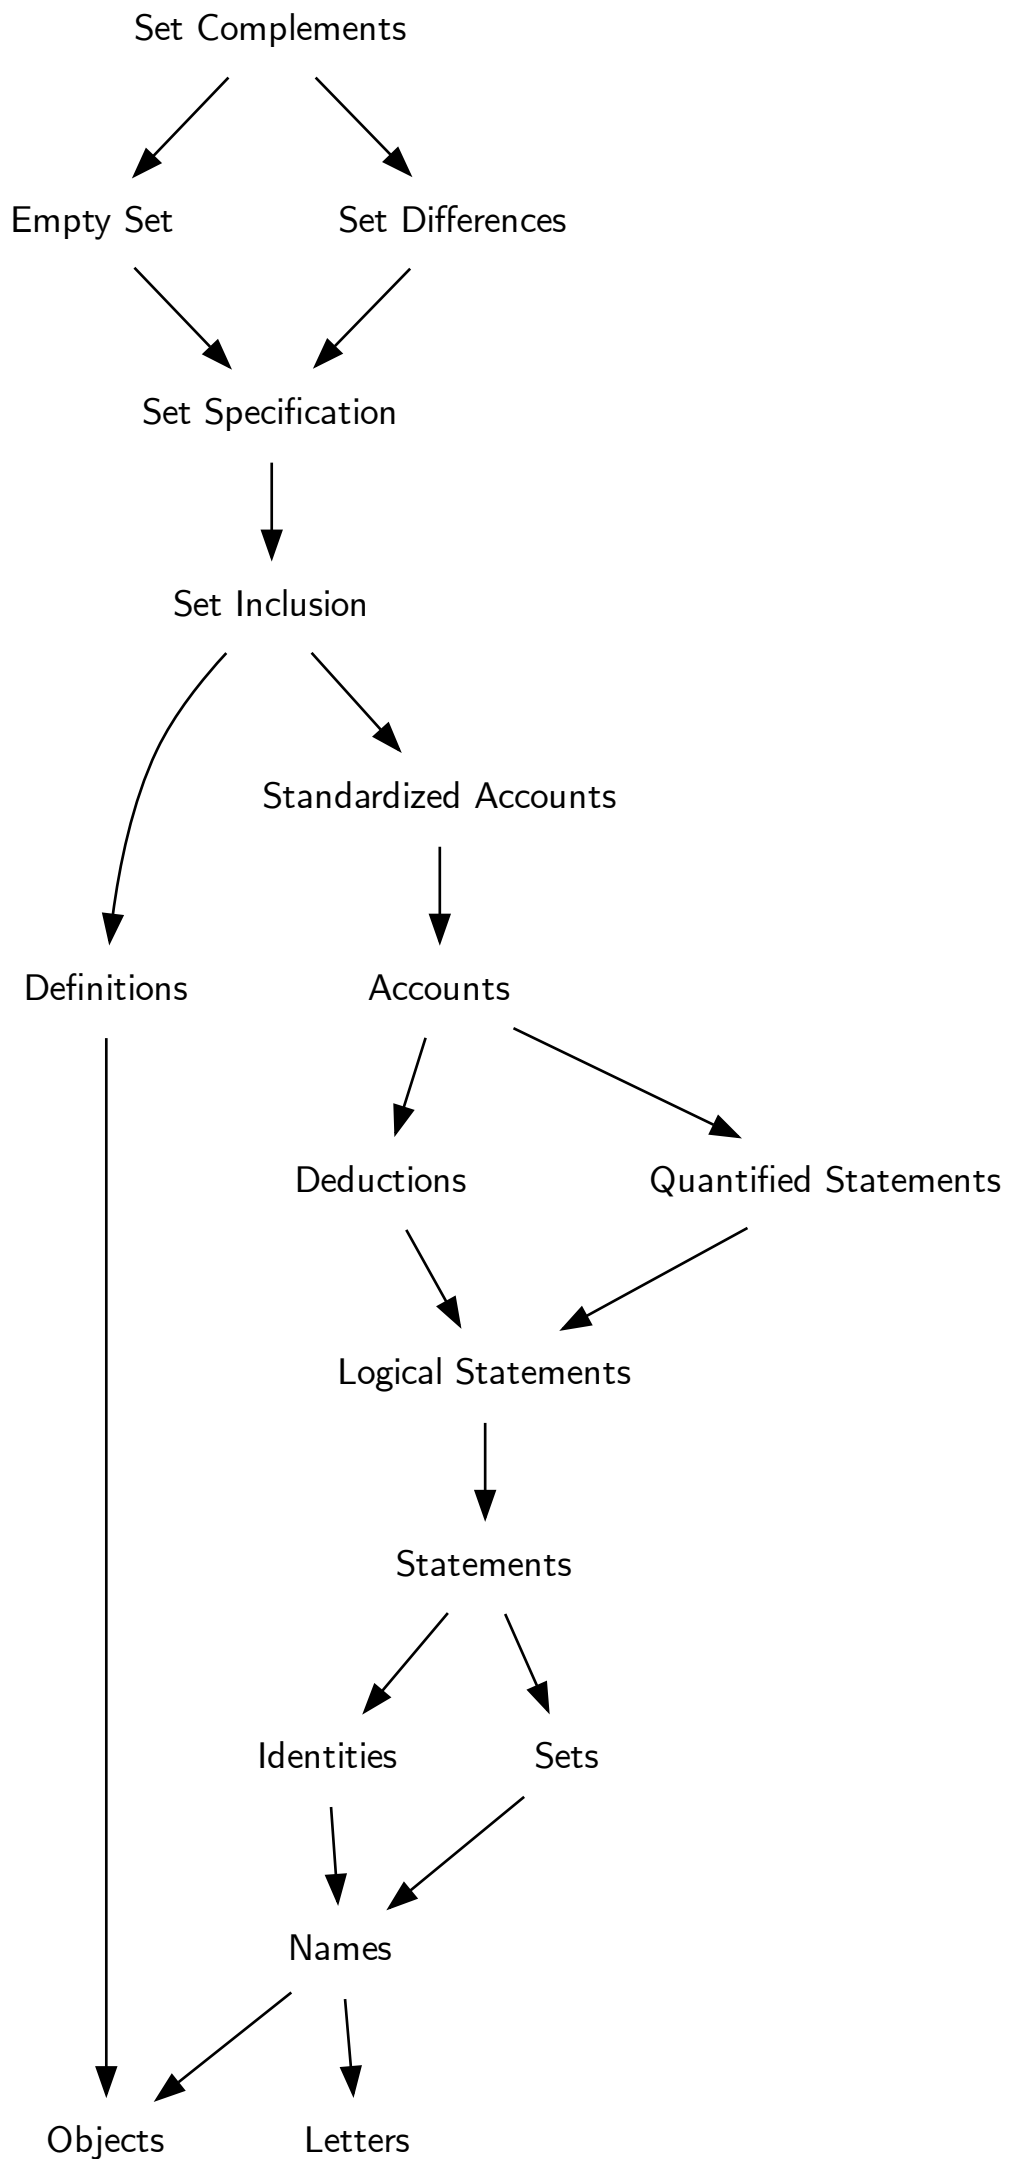 Set Complements
Empty Set
Set Differences
Set Specification
Set Inclusion
Standardized Accounts
Definitions
Accounts
Deductions
Quantified Statements
Logical Statements
Statements
Identities
Sets
Names
Objects
Letters